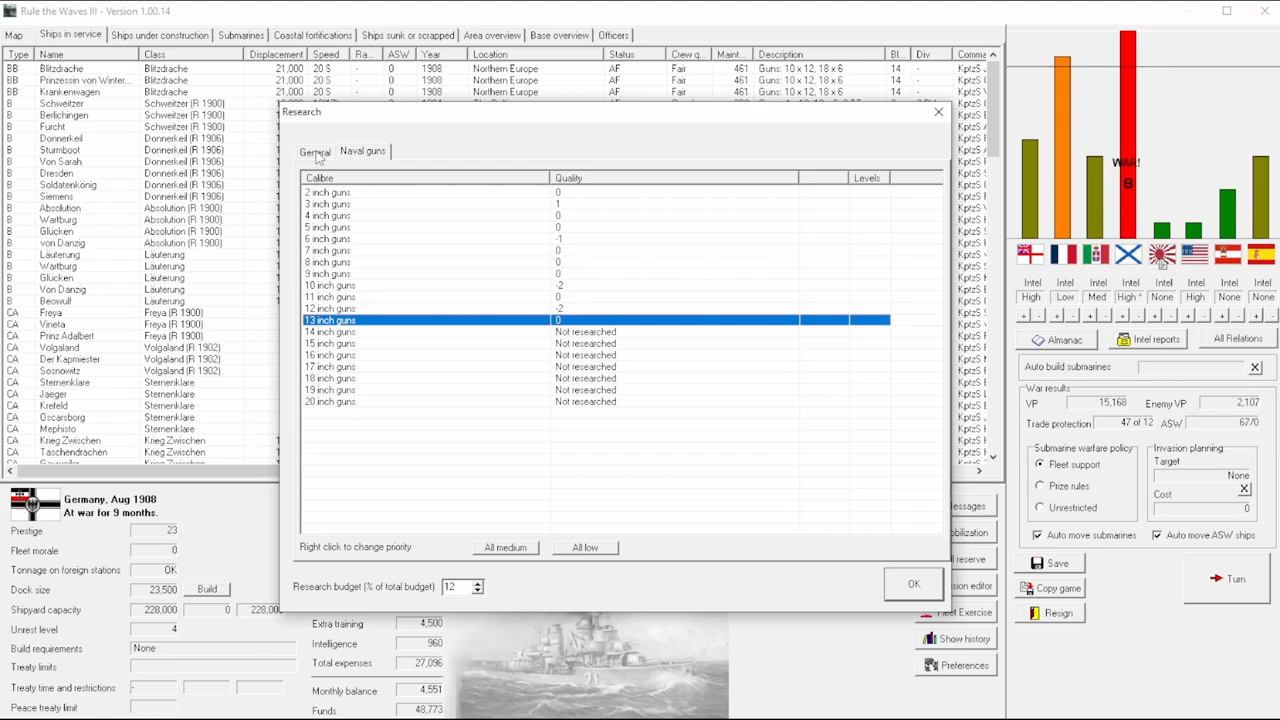 Rule the Waves III - Version 1.00.14
Map Ships in service Ships under construction Submarines Coastal fortifications Ships sunk or scrapped Area overview Base overview Officers
Type Name Class Displacement Speed Ra... ASW Year Location Status Crew q... Maint... Description Bl... Div Comma
BB Blitzdrache Blitzdrache 21,000 20 S - 0 1908 Northern Europe AF Fair 461 Guns: 10 x 12, 18 x 6 14 - KptzS
BB Prinzessin von Winter... Blitzdrache 21,000 20 S - 0 1908 Northern Europe AF Fair 461 Guns: 10 x 12, 18 x 6 14 - KptzS
BB Krankenwagen Blitzdrache 21,000 20 S - 0 1908 Northern Europe AF Fair 461 Guns: 10 x 12, 18 x 6 14 - KptzS
B Schweitzer Schweitzer (R 1900)
B Berlichingen Schweitzer (R 1900)
B Furcht Schweitzer (R 1900)
B Donnerkeil Donnerkeil (R 1906)
B Sturmboot Donnerkeil (R 1906)
B Von Sarah Donnerkeil (R 1906)
B Dresden Donnerkeil (R 1906)
B Soldatenkönig Donnerkeil (R 1906)
B Siemens Donnerkeil (R 1906)
B Absolution Absolution (R 1900)
B Wartburg Absolution (R 1900)
B Glücken Absolution (R 1900)
B von Danzig Absolution (R 1900)
B Läuterung Läuterung
B Wartburg Läuterung
B Glücken Läuterung
B von Danzig Läuterung
B Beowulf Läuterung
CA Freya Freya (R 1900)
CA Vineta Freya (R 1900)
CA Prinz Adalbert Freya (R 1900)
CA Volgaland Volgaland (R 1902)
CA Der Kapmiester Volgaland (R 1902)
CA Sosnowitz Volgaland (R 1902)
CA Sternenklare Sternenklare
CA Jaeger Sternenklare
CA Krefeld Sternenklare
CA Oscarsborg Sternenklare
CA Mephisto Sternenklare
CA Krieg Zwischen Krieg Zwischen
CA Taschendrachen Krieg Zwischen
Research
General Naval guns
Calibre Quality Levels
2 inch guns 0
3 inch guns 1
4 inch guns 0
5 inch guns 0
6 inch guns -1
7 inch guns 0
8 inch guns 0
9 inch guns 0
10 inch guns -2
11 inch guns 0
12 inch guns -2
13 inch guns 0
14 inch guns Not researched
15 inch guns Not researched
16 inch guns Not researched
17 inch guns Not researched
18 inch guns Not researched
19 inch guns Not researched
20 inch guns Not researched
Right click to change priority All medium All low
Research budget (% of total budget) 12
OK
WAR!
B
Intel Intel Intel Intel Intel Intel Intel Intel
High Low Med High* None High None None
+ - + - + - + - + - + - + - + -
Almanac Intel reports All Relations
Auto build submarines X
War results
VP 15,168 Enemy VP 2,107
Trade protection 47 of 12 ASW 67/0
Submarine warfare policy
Fleet support
Prize rules
Unrestricted
Invasion planning
Target
None
Cost X
0
Auto move submarines Auto move ASW ships
Save
Copy game
Resign
Turn
Germany, Aug 1908
At war for 9 months.
Prestige 23
Fleet morale 0
Tonnage on foreign stations OK
Dock size 23,500 Build
Shipyard capacity 228,000 0 228,00
Unrest level 4
Build requirements None
Treaty limits
Treaty time and restrictions -
Peace treaty limit
Extra training 4,500
Intelligence 960
Total expenses 27,096
Monthly balance 4,551
Funds 48,773
Fleet Exercise
Show history
Preferences